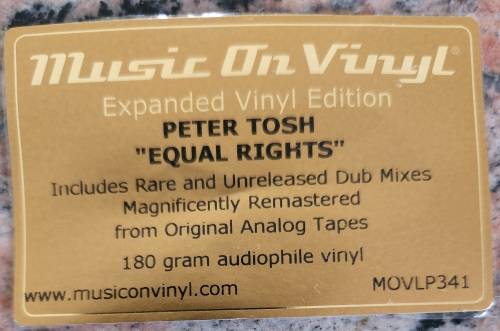 Music On Vinyl®
Expanded Vinyl Edition
PETER TOSH
"EQUAL RIGHTS"
Includes Rare and Unreleased Dub Mixes
Magnificently Remastered
from Original Analog Tapes
180 gram audiophile vinyl
www.musiconvinyl.com MOVLP341